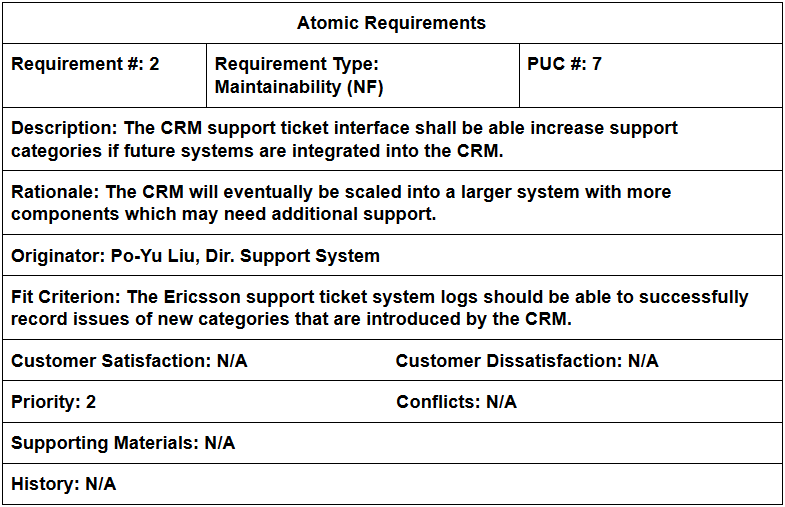 Atomic Requirements
Requirement #: 2
Requirement Type:
Maintainability (NF)
PUC #: 7
Description: The CRM support ticket interface shall be able increase support
categories if future systems are integrated into the CRM.
Rationale: The CRM will eventually be scaled into a larger system with more
components which may need additional support.
Originator: Po-Yu Liu, Dir. Support System
Fit Criterion: The Ericsson support ticket system logs should be able to successfully
record issues of new categories that are introduced by the CRM.
Customer Satisfaction: N/A
Customer Dissatisfaction: N/A
Priority: 2
Conflicts: N/A
Supporting Materials: N/A
History: N/A